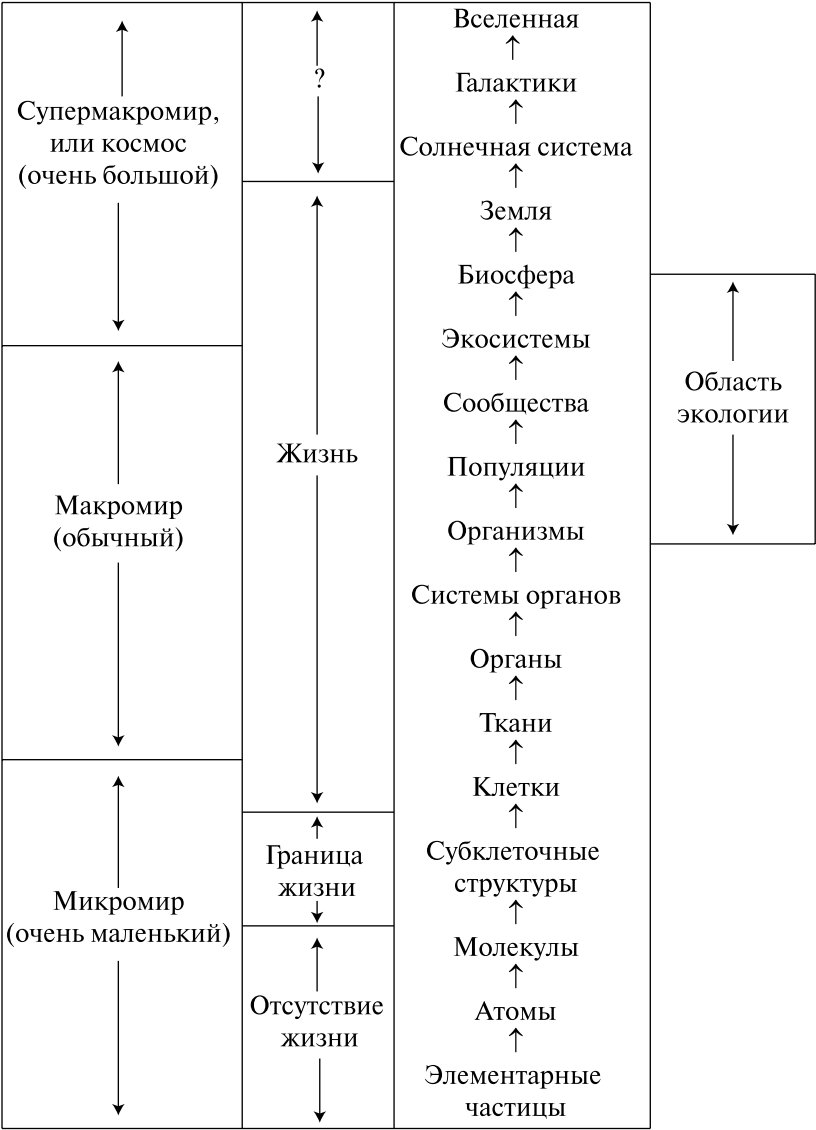 Супермакромир,
или космос
(очень большой)
Макромир
(обычный)
Микромир
(очень маленький)
?
Жизнь
Граница
жизни
Отсутствие
жизни
Вселенная
Галактики
Солнечная система
Земля
Биосфера
Экосистемы
Сообщества
Популяции
Организмы
Системы органов
Органы
Ткани
Клетки
Субклеточные
структуры
Молекулы
Атомы
Элементарные
частицы
Область
экологии